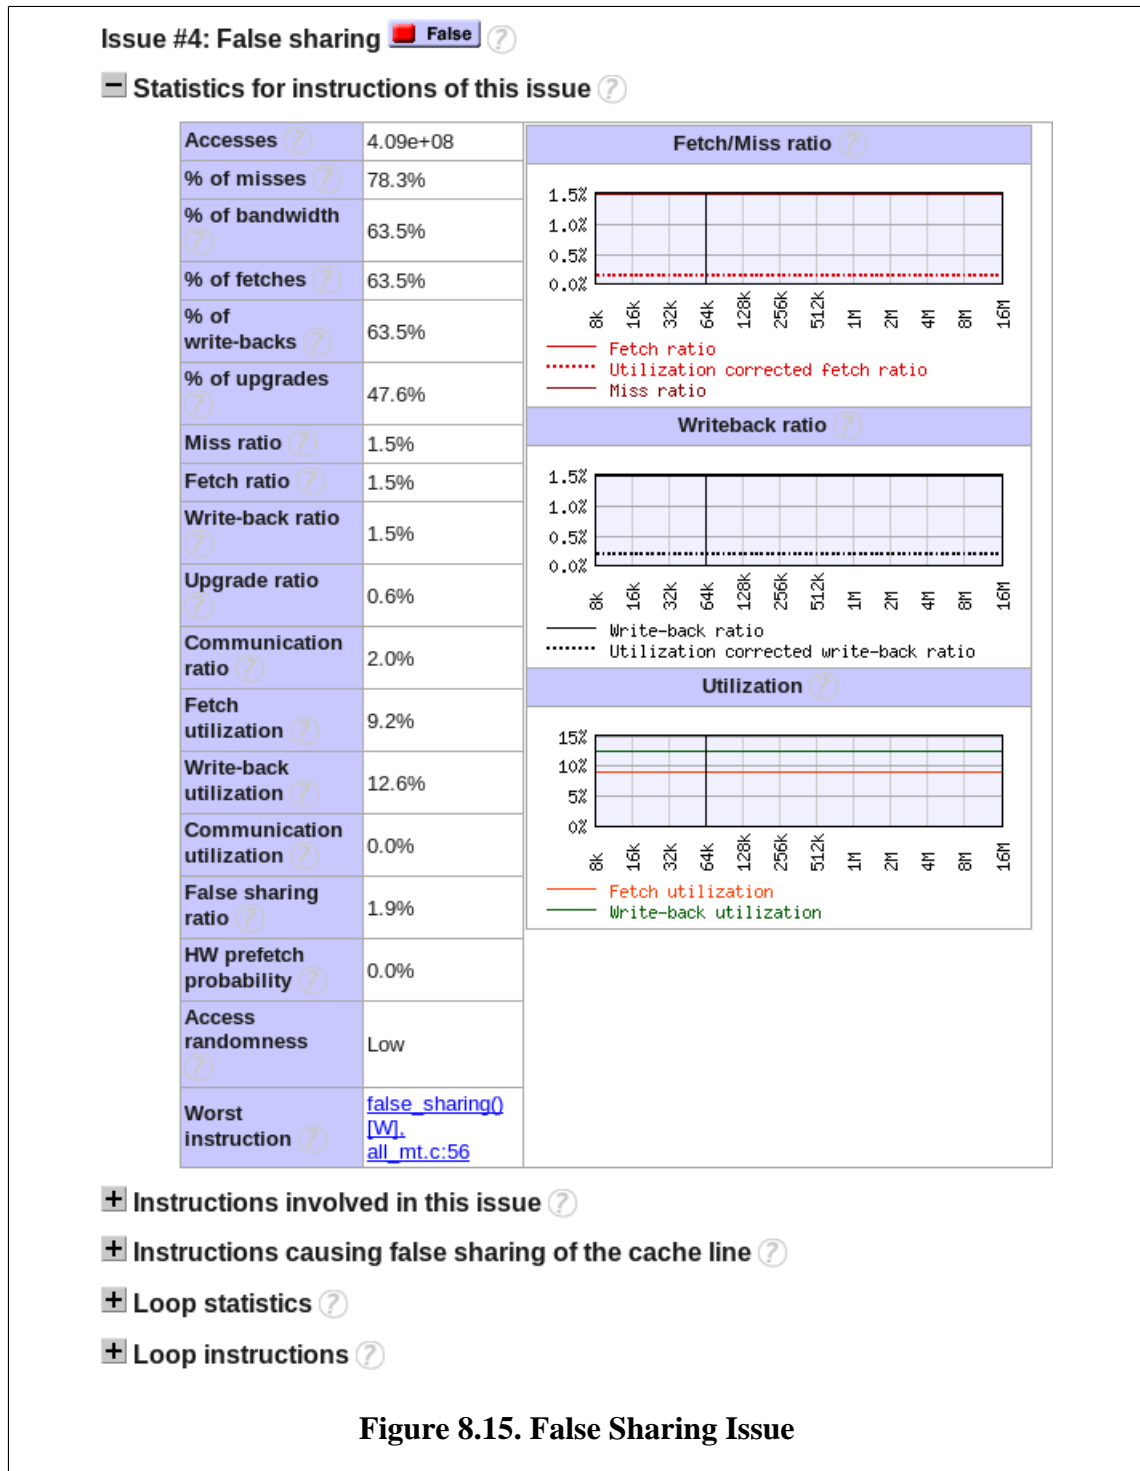 Issue #4: False sharing False ?
Statistics for instructions of this issue ?
Accesses ? 4.09e+08
% of misses ? 78.3%
% of bandwidth
? 63.5%
% of fetches ? 63.5%
% of
write-backs ? 63.5%
% of upgrades
? 47.6%
Miss ratio ? 1.5%
Fetch ratio ? 1.5%
Write-back ratio
? 1.5%
Upgrade ratio
? 0.6%
Communication
ratio ? 2.0%
Fetch
utilization ? 9.2%
Write-back
utilization ? 12.6%
Communication
utilization ? 0.0%
False sharing
ratio ? 1.9%
HW prefetch
probability ? 0.0%
Access
randomness
? Low
Worst
instruction ? false_sharing()
[W],
all_mt.c:56
Fetch/Miss ratio ?
1.5%
1.0%
0.5%
0.0%
8k 16k 32k 64k 128k 256k 512k 1M 2M 4M 8M 16M
Fetch ratio
Utilization corrected fetch ratio
Miss ratio
Writeback ratio ?
1.5%
1.0%
0.5%
0.0%
8k 16k 32k 64k 128k 256k 512k 1M 2M 4M 8M 16M
Write-back ratio
Utilization corrected write-back ratio
Utilization ?
15%
10%
5%
0%
8k 16k 32k 64k 128k 256k 512k 1M 2M 4M 8M 16M
Fetch utilization
Write-back utilization
Instructions involved in this issue ?
Instructions causing false sharing of the cache line ?
Loop statistics ?
Loop instructions ?
Figure 8.15. False Sharing Issue